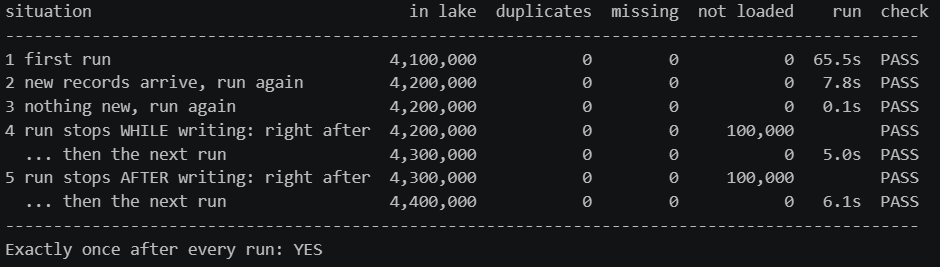 situation in lake duplicates missing not loaded run check
-----------------------------------------------------------------------------------------------
1 first run 4,100,000 0 0 0 65.5s PASS
2 new records arrive, run again 4,200,000 0 0 0 7.8s PASS
3 nothing new, run again 4,200,000 0 0 0 0.1s PASS
4 run stops WHILE writing: right after 4,200,000 0 0 100,000 PASS
... then the next run 4,300,000 0 0 0 5.0s PASS
5 run stops AFTER writing: right after 4,300,000 0 0 100,000 PASS
... then the next run 4,400,000 0 0 0 6.1s PASS
-----------------------------------------------------------------------------------------------
Exactly once after every run: YES